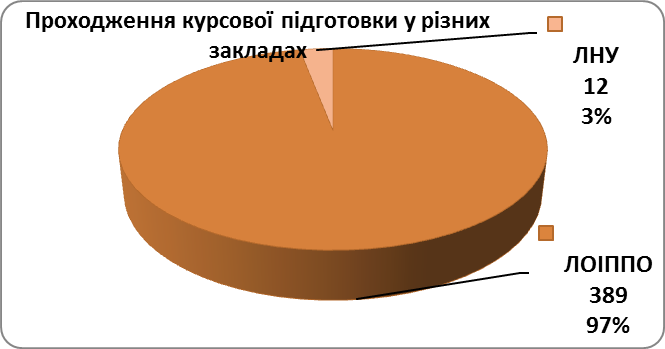 Проходження курсової підготовки у різних
закладах
ЛНУ
12
3%
ЛОІППО
389
97%